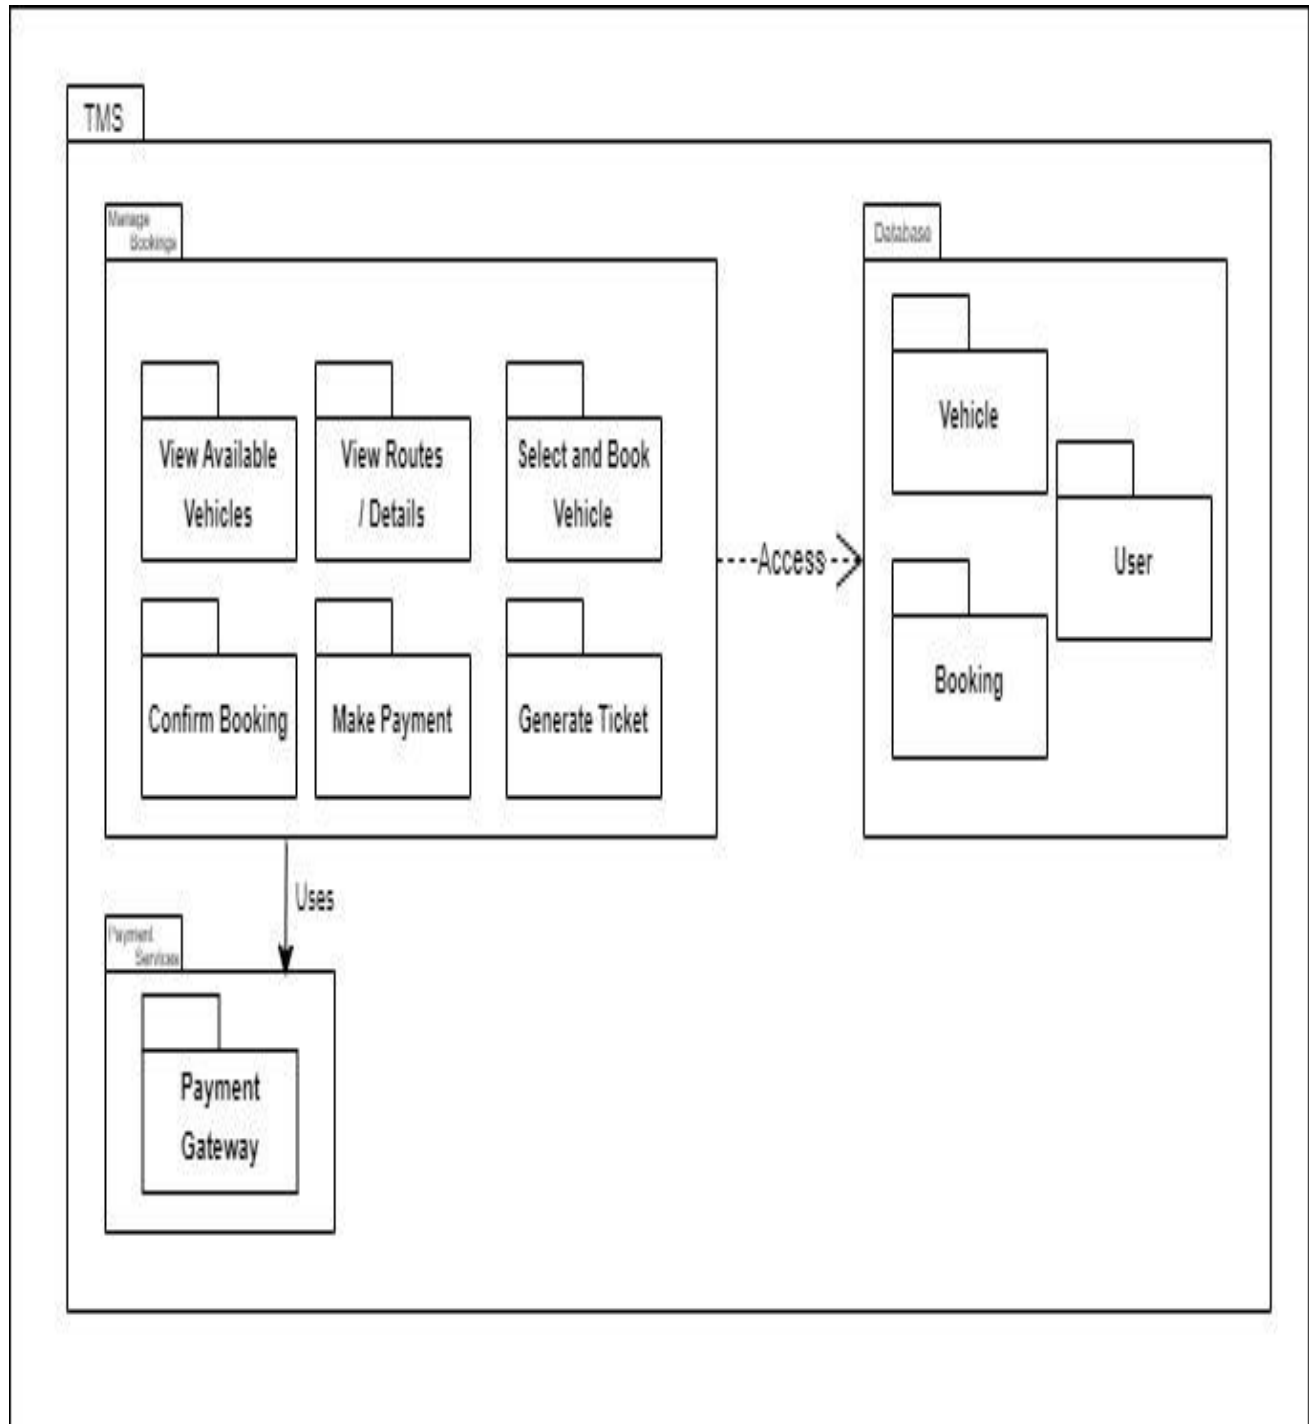 TMS
Manage
Bookings
Database
View Available
Vehicles
View Routes
/ Details
Select and Book
Vehicle
Vehicle
User
Access
Confirm Booking
Make Payment
Generate Ticket
Booking
Uses
Payment
Services
Payment
Gateway